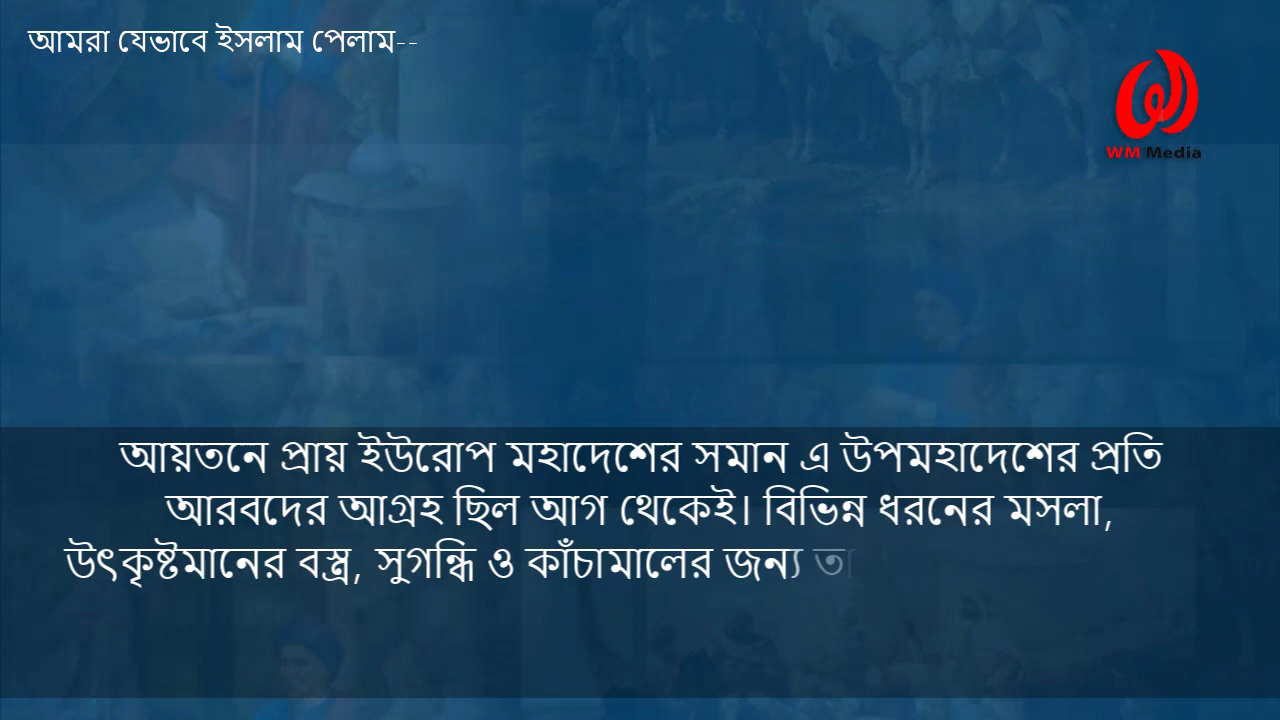 আমরা যেভাবে ইসলাম পেলাম--
WM Media
আয়তনে প্রায় ইউরোপ মহাদেশের সমান এ উপমহাদেশের প্রতি
আরবদের আগ্রহ ছিল আগ থেকেই। বিভিন্ন ধরনের মসলা,
উৎকৃষ্টমানের বস্ত্র, সুগন্ধি ও কাঁচামালের জন্য